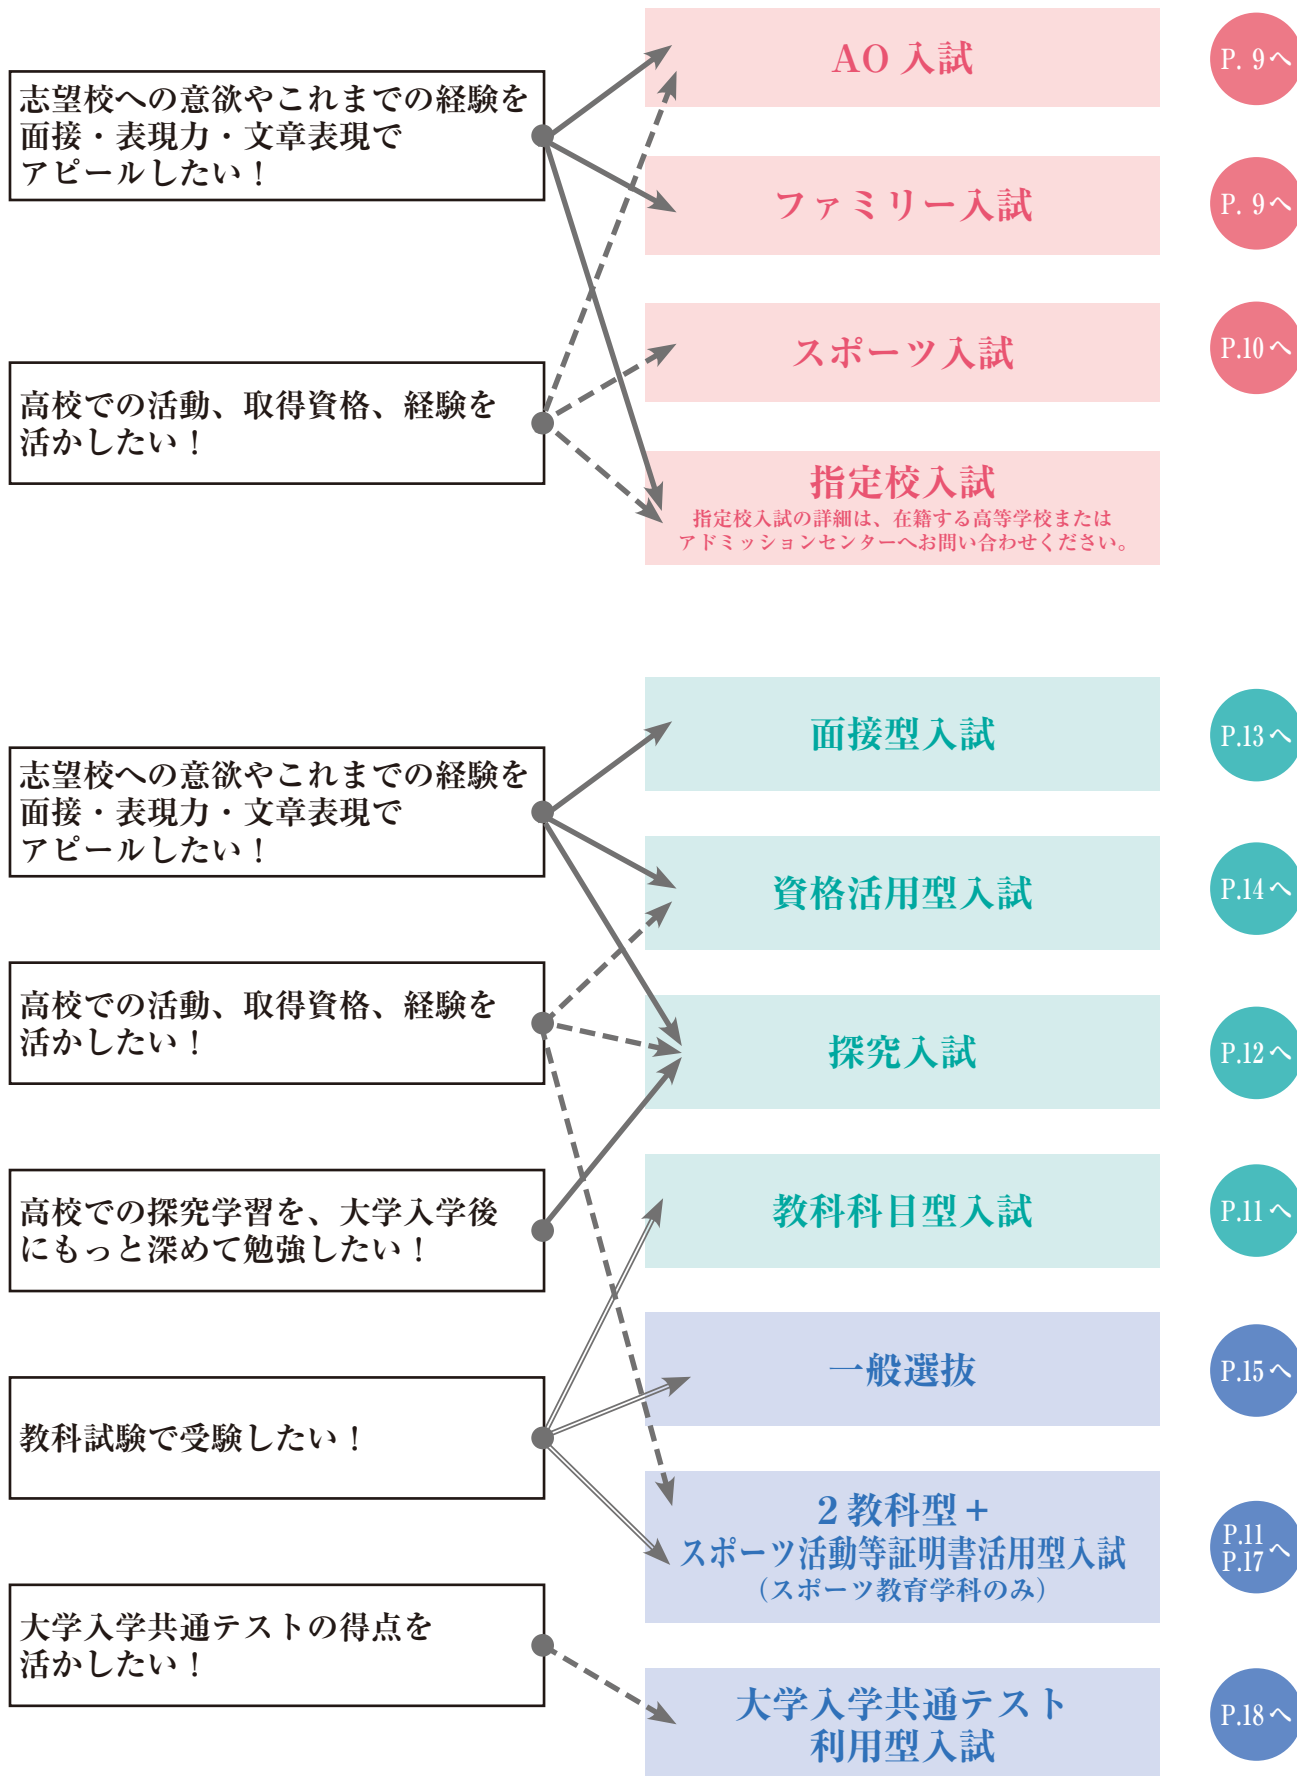 志望校への意欲やこれまでの経験を
面接・表現力・文章表現で
アピールしたい！
高校での活動、取得資格、経験を
活かしたい！
AO 入試
P. 9へ
ファミリー入試
P. 9へ
スポーツ入試
P.10へ
指定校入試
指定校入試の詳細は、在籍する高等学校または
アドミッションセンターへお問い合わせください。
志望校への意欲やこれまでの経験を
面接・表現力・文章表現で
アピールしたい！
高校での活動、取得資格、経験を
活かしたい！
高校での探究学習を、大学入学後
にもっと深めて勉強したい！
教科試験で受験したい！
大学入学共通テストの得点を
活かしたい！
面接型入試
P.13へ
資格活用型入試
P.14へ
探究入試
P.12へ
教科科目型入試
P.11へ
一般選抜
P.15へ
２教科型＋
スポーツ活動等証明書活用型入試
（スポーツ教育学科のみ）
P.11
P.17へ
大学入学共通テスト
利用型入試
P.18へ